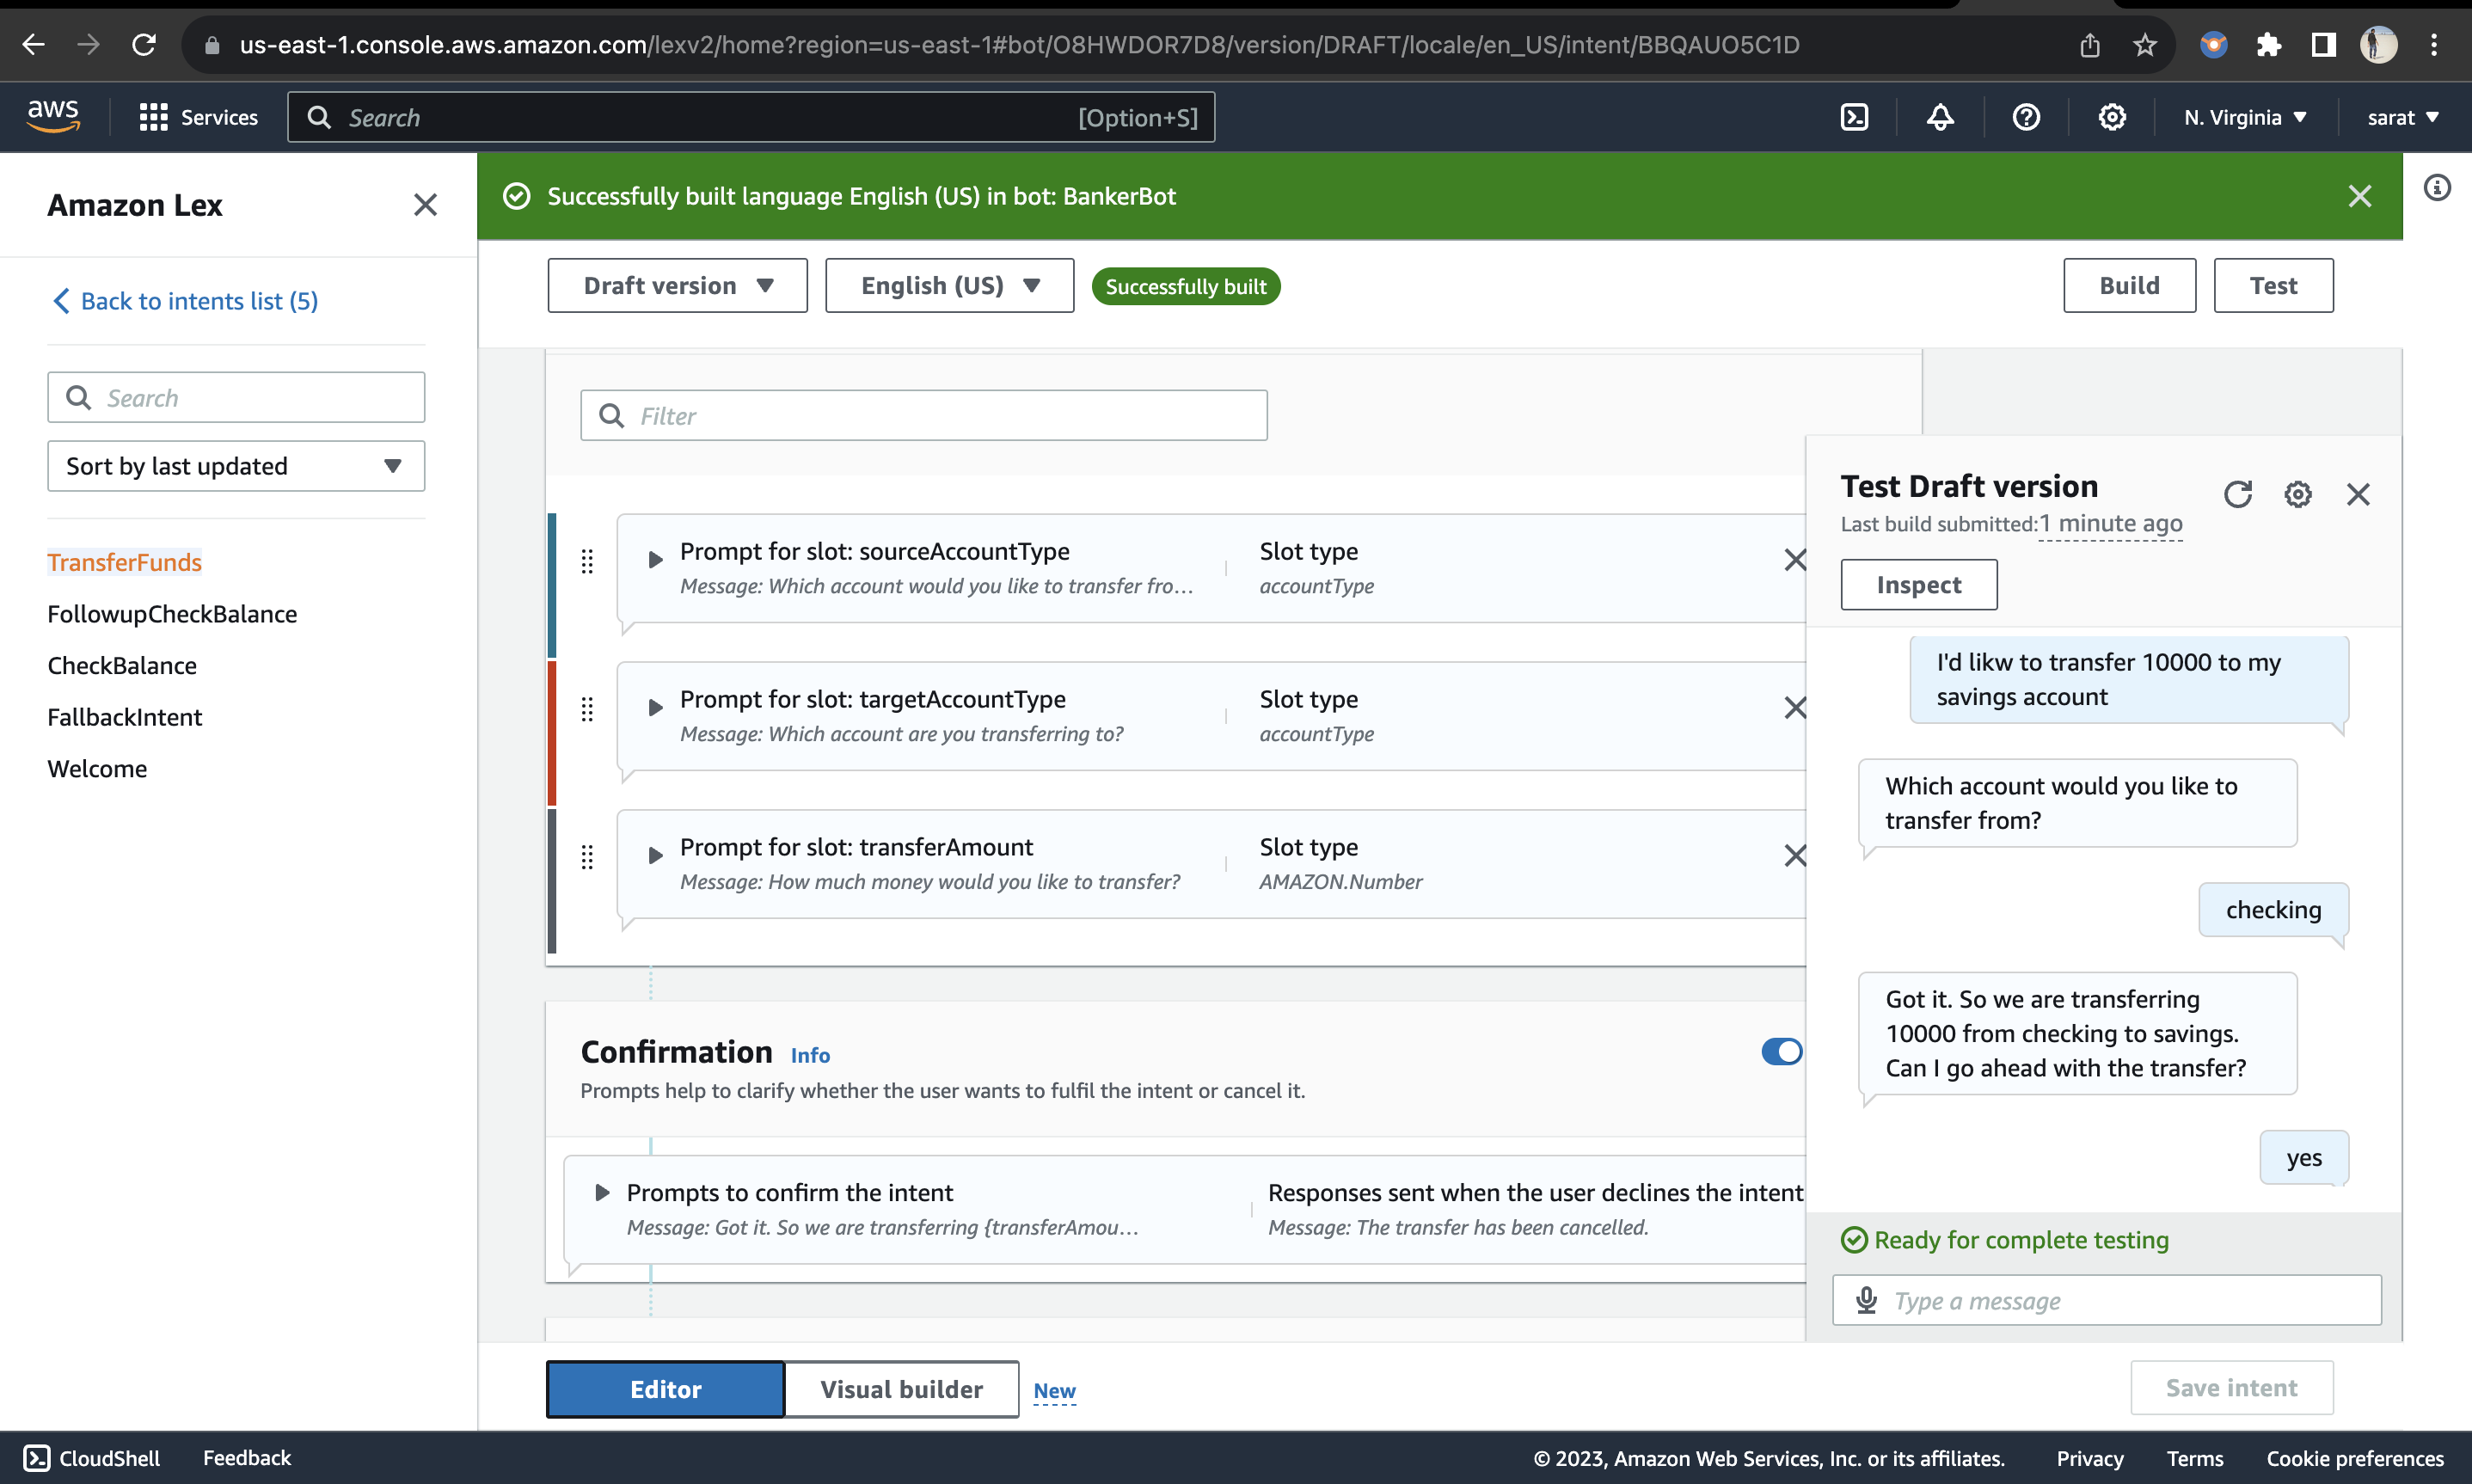 us-east-1.console.aws.amazon.com/lexv2/home?region=us-east-1#bot/O8HWDOR7D8/version/DRAFT/locale/en_US/intent/BBQAUO5C1D
aws
Services
Search
[Option+S]
N. Virginia
sarat
Amazon Lex
Back to intents list (5)
Search
Sort by last updated
TransferFunds
FollowupCheckBalance
CheckBalance
FallbackIntent
Welcome
Successfully built language English (US) in bot: BankerBot
Draft version
English (US)
Successfully built
Build
Test
Filter
Prompt for slot: sourceAccountType
Message: Which account would you like to transfer fro...
Slot type
accountType
Prompt for slot: targetAccountType
Message: Which account are you transferring to?
Slot type
accountType
Prompt for slot: transferAmount
Message: How much money would you like to transfer?
Slot type
AMAZON.Number
Confirmation Info
Prompts help to clarify whether the user wants to fulfil the intent or cancel it.
Prompts to confirm the intent
Message: Got it. So we are transferring {transferAmou...
Responses sent when the user declines the intent
Message: The transfer has been cancelled.
Test Draft version
Last build submitted: 1 minute ago
Inspect
I'd likw to transfer 10000 to my
savings account
Which account would you like to
transfer from?
checking
Got it. So we are transferring
10000 from checking to savings.
Can I go ahead with the transfer?
yes
Ready for complete testing
Type a message
Editor
Visual builder
New
Save intent
CloudShell
Feedback
© 2023, Amazon Web Services, Inc. or its affiliates.
Privacy
Terms
Cookie preferences